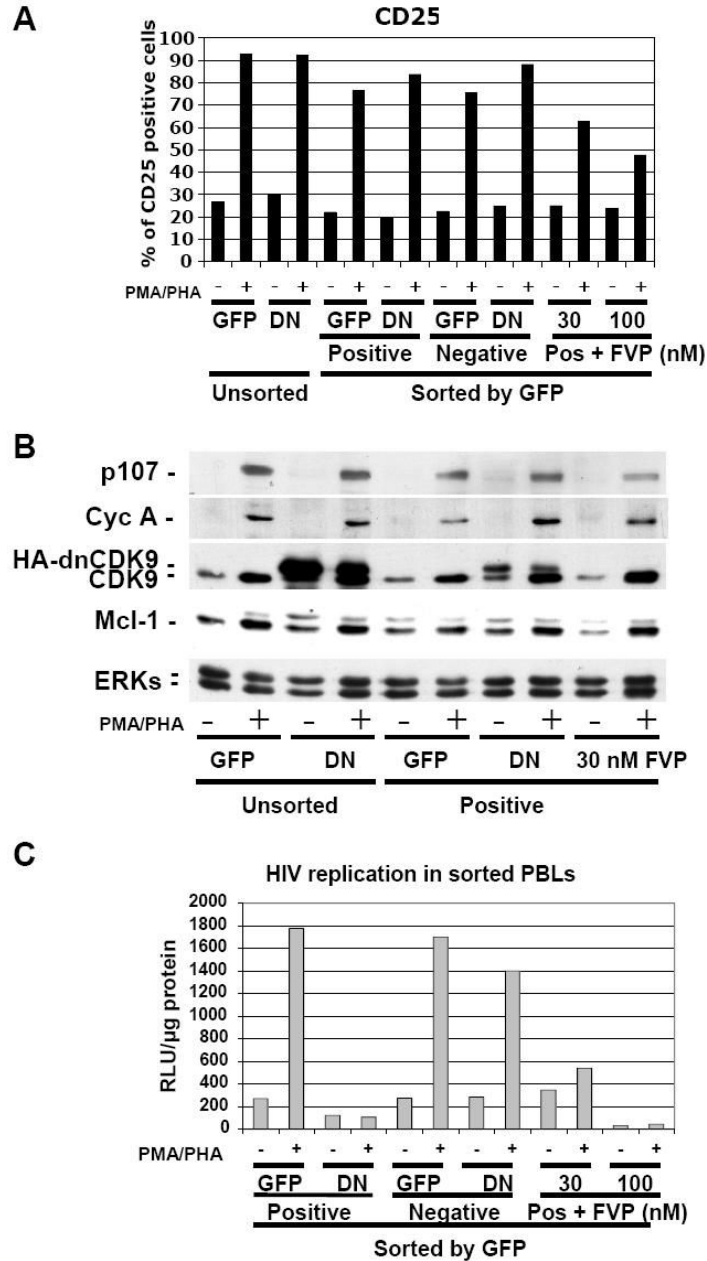 A
CD25
% of CD25 positive cells
100
90
80
70
60
50
40
30
20
10
0
PMA/PHA - + - + - + - + - + - + - + - +
GFP DN GFP DN GFP DN 30 100
Positive Negative Pos + FVP (nM)
Unsorted Sorted by GFP
B
p107 -
Cyc A -
HA-dnCDK9 -
CDK9 -
Mcl-1 -
ERKs =
PMA/PHA - + - + - + - + - +
GFP DN GFP DN 30 nM FVP
Unsorted Positive
C
HIV replication in sorted PBLs
RLU/µg protein
2000
1800
1600
1400
1200
1000
800
600
400
200
0
PMA/PHA - + - + - + - + - + - +
GFP DN GFP DN 30 100
Positive Negative Pos + FVP (nM)
Sorted by GFP